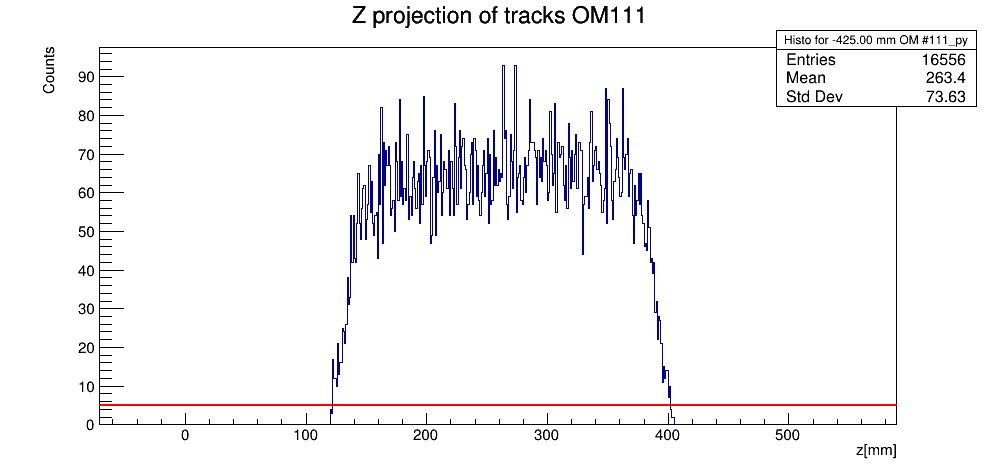 Z projection of tracks OM111
Histo for -425.00 mm OM #111_py
Entries 16556
Mean 263.4
Std Dev 73.63
Counts
90
80
70
60
50
40
30
20
10
0
0 100 200 300 400 500
z[mm]